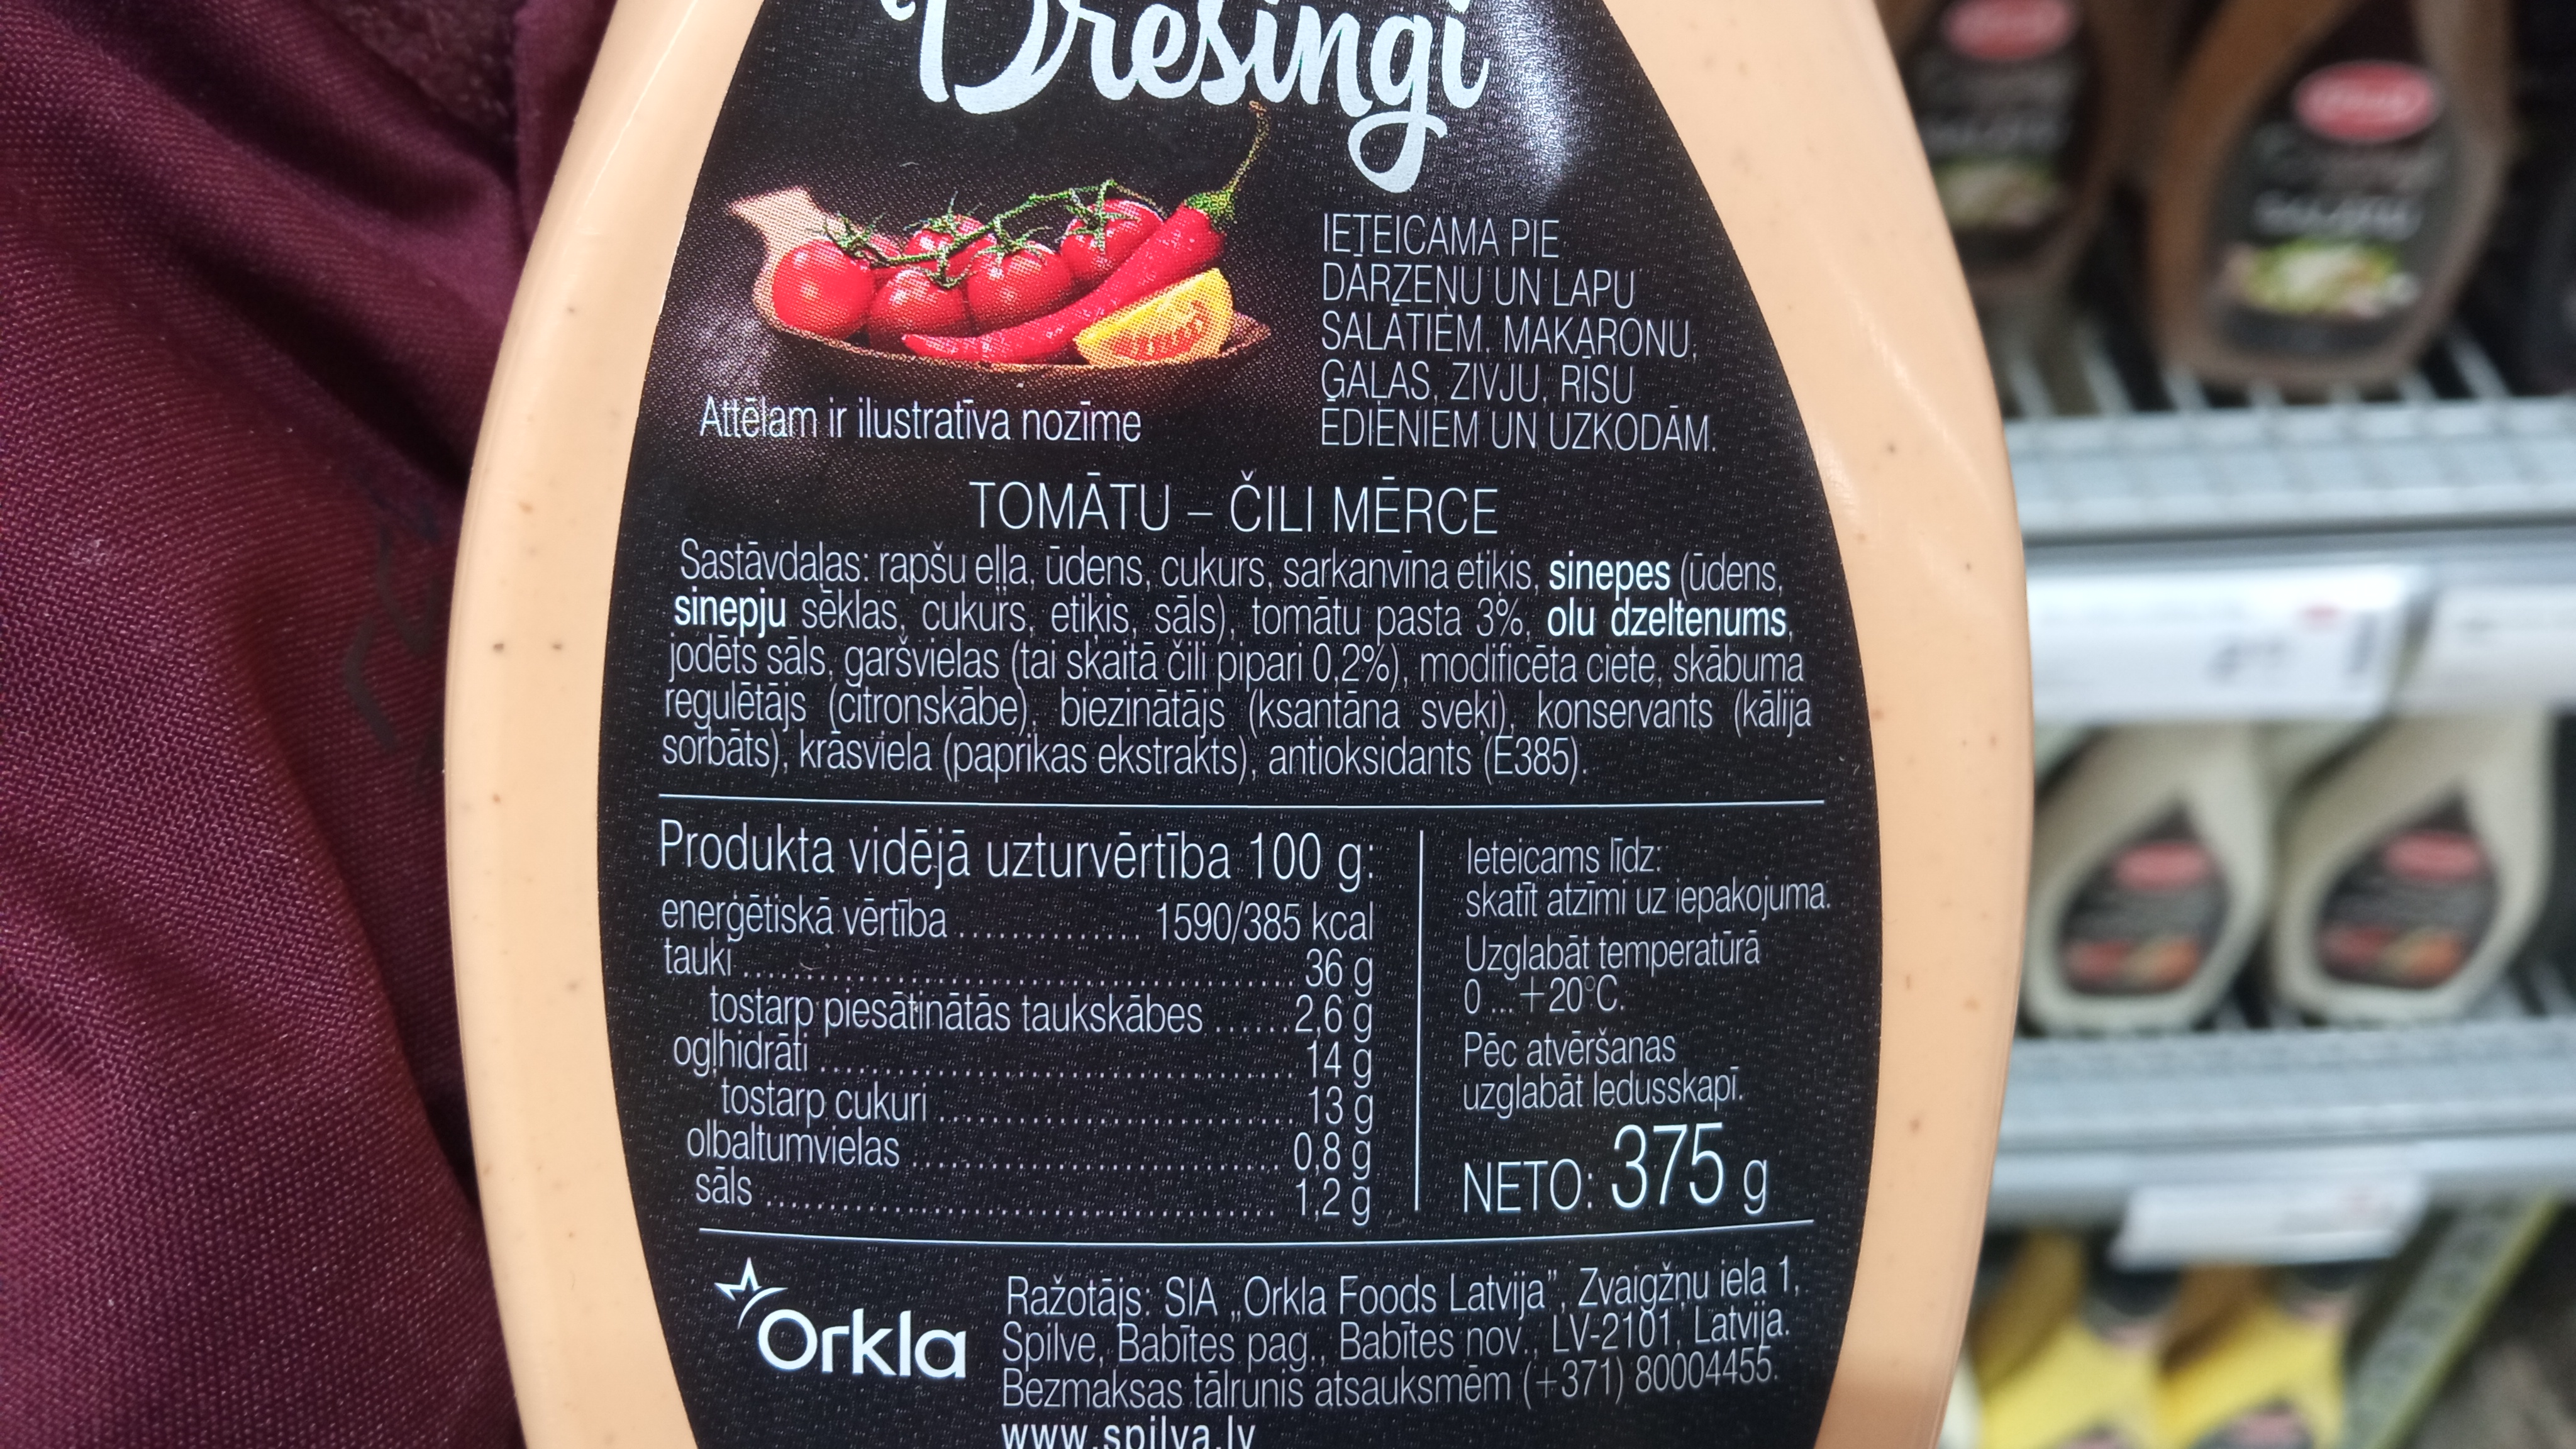 Dresingi
IETEICAMA PIE
DĀRZEŅU UN LAPU
SALĀTIEM, MAKARONU,
GAĻAS, ZIVJU, RĪSU
ĒDIENIEM UN UZKODĀM.
Attēlam ir ilustratīva nozīme
TOMĀTU – ČILI MĒRCE
Sastāvdaļas: rapšu eļļa, ūdens, cukurs, sarkanvīna etiķis, sinepes (ūdens,
sinepju sēklas, cukurs, etiķis, sāls), tomātu pasta 3%, olu dzeltenums,
jodēts sāls, garšvielas (tai skaitā čili pipari 0,2%), modificēta ciete, skābuma
regulētājs (citronskābe), biezinātājs (ksantāna sveķi), konservants (kālija
sorbāts), krāsviela (paprikas ekstrakts), antioksidants (E385).
Produkta vidējā uzturvērtība 100 g:
enerģētiskā vērtība ............... 1590/385 kcal
tauki ............... 36 g
tostarp piesātinātās taukskābes ...... 2,6 g
ogļhidrāti ............... 14 g
tostarp cukuri ............... 13 g
olbaltumvielas ............... 0,8 g
sāls ............... 1,2 g
Ieteicams līdz:
skatīt atzīmi uz iepakojuma.
Uzglabāt temperatūrā
0 ... +20°C.
Pēc atvēršanas
uzglabāt ledusskapī.
NETO: 375 g
Orkla
Ražotājs: SIA „Orkla Foods Latvija”, Zvaigžņu iela 1,
Spilve, Babītes pag., Babītes nov., LV-2101, Latvija.
Bezmaksas tālrunis atsauksmēm (+371) 80004455.
www.spilva.lv